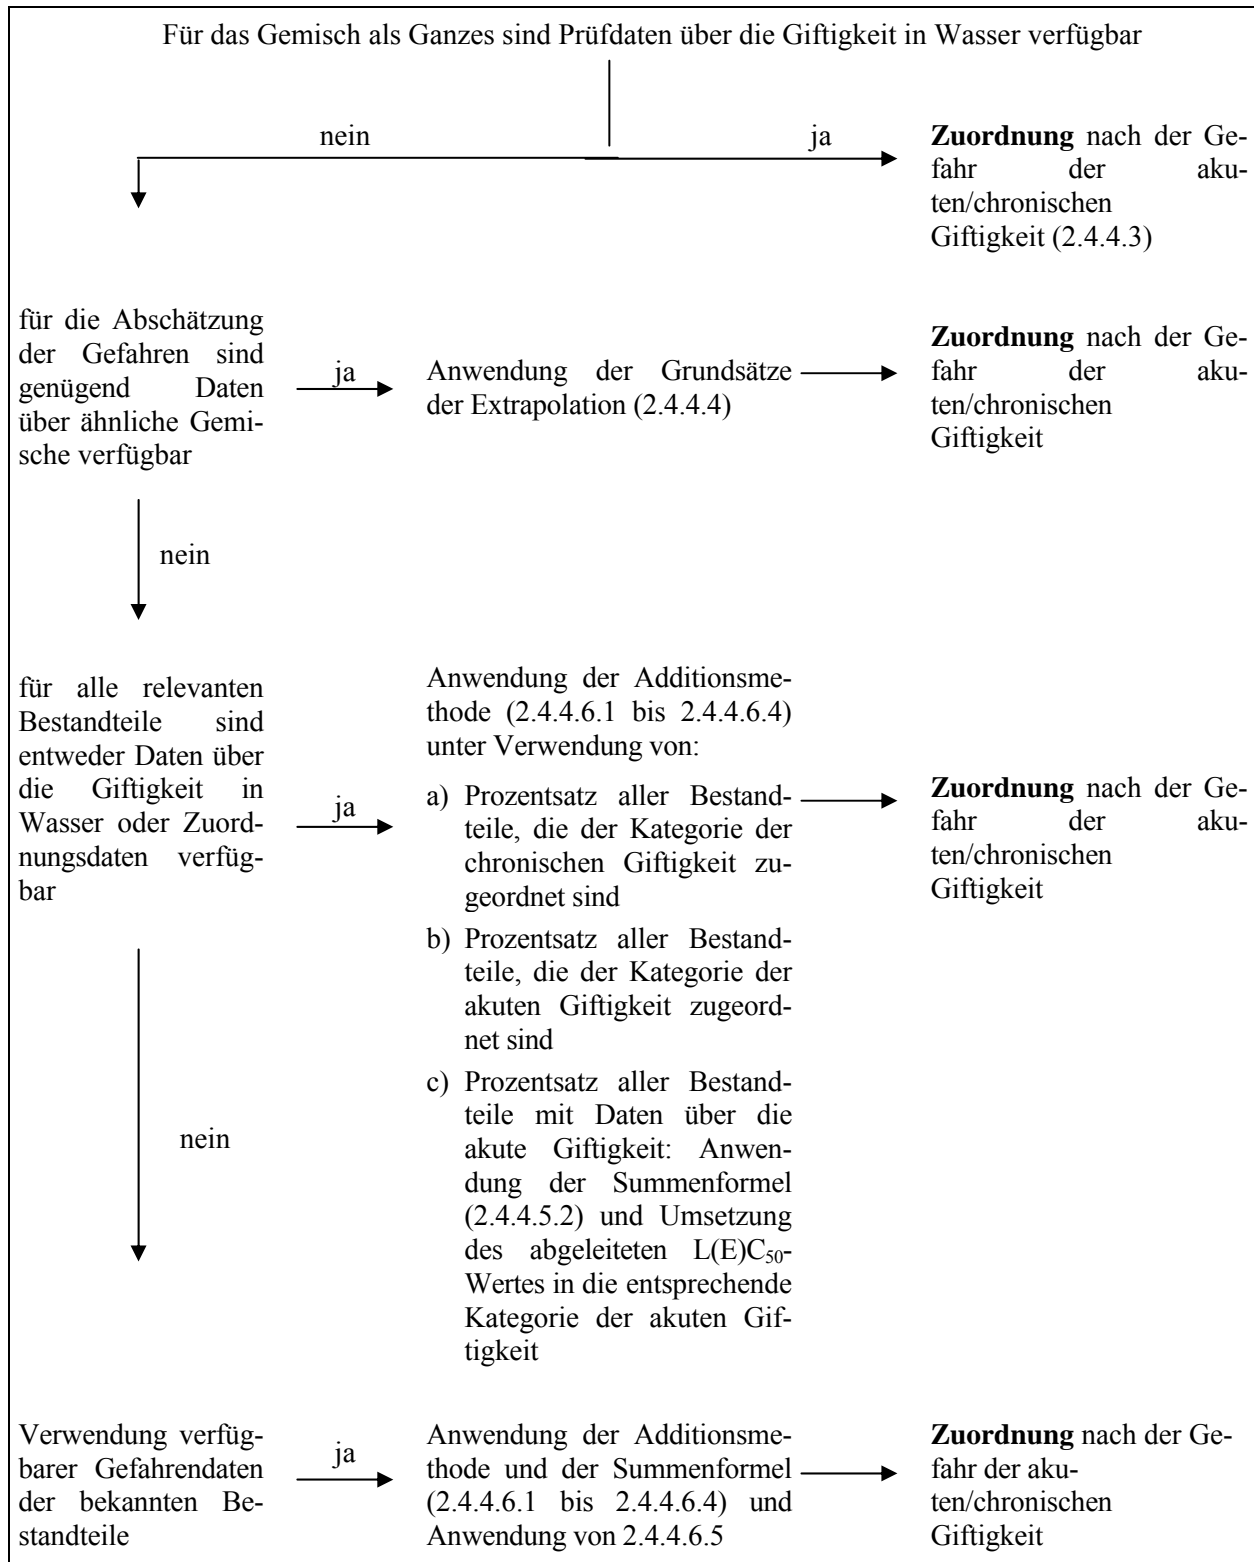 Für das Gemisch als Ganzes sind Prüfdaten über die Giftigkeit in Wasser verfügbar
nein
ja
Zuordnung nach der Ge-
fahr der aku-
ten/chronischen
Giftigkeit (2.4.4.3)
für die Abschätzung
der Gefahren sind
genügend Daten
über ähnliche Gemi-
sche verfügbar
ja
Anwendung der Grundsätze
der Extrapolation (2.4.4.4)
Zuordnung nach der Ge-
fahr der aku-
ten/chronischen
Giftigkeit
nein
für alle relevanten
Bestandteile sind
entweder Daten über
die Giftigkeit in
Wasser oder Zuord-
nungsdaten verfüg-
bar
ja
Anwendung der Additionsme-
thode (2.4.4.6.1 bis 2.4.4.6.4)
unter Verwendung von:
a) Prozentsatz aller Bestand-
teile, die der Kategorie der
chronischen Giftigkeit zu-
geordnet sind
b) Prozentsatz aller Bestand-
teile, die der Kategorie der
akuten Giftigkeit zugeord-
net sind
c) Prozentsatz aller Bestand-
teile mit Daten über die
akute Giftigkeit: Anwen-
dung der Summenformel
(2.4.4.5.2) und Umsetzung
des abgeleiteten L(E)C50-
Wertes in die entsprechende
Kategorie der akuten Gif-
tigkeit
Zuordnung nach der Ge-
fahr der aku-
ten/chronischen
Giftigkeit
nein
Verwendung verfüg-
barer Gefahrendaten
der bekannten Be-
standteile
ja
Anwendung der Additionsme-
thode und der Summenformel
(2.4.4.6.1 bis 2.4.4.6.4) und
Anwendung von 2.4.4.6.5
Zuordnung nach der Ge-
fahr der aku-
ten/chronischen
Giftigkeit